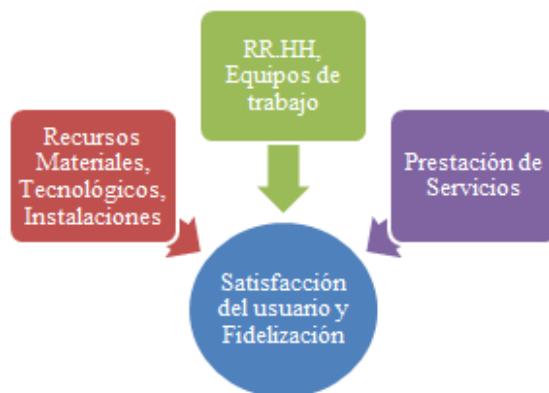 RR.HH,
Equipos de
trabajo
Recursos
Materiales,
Tecnológicos,
Instalaciones
Prestación de
Servicios
Satisfacción
del usuario y
Fidelización